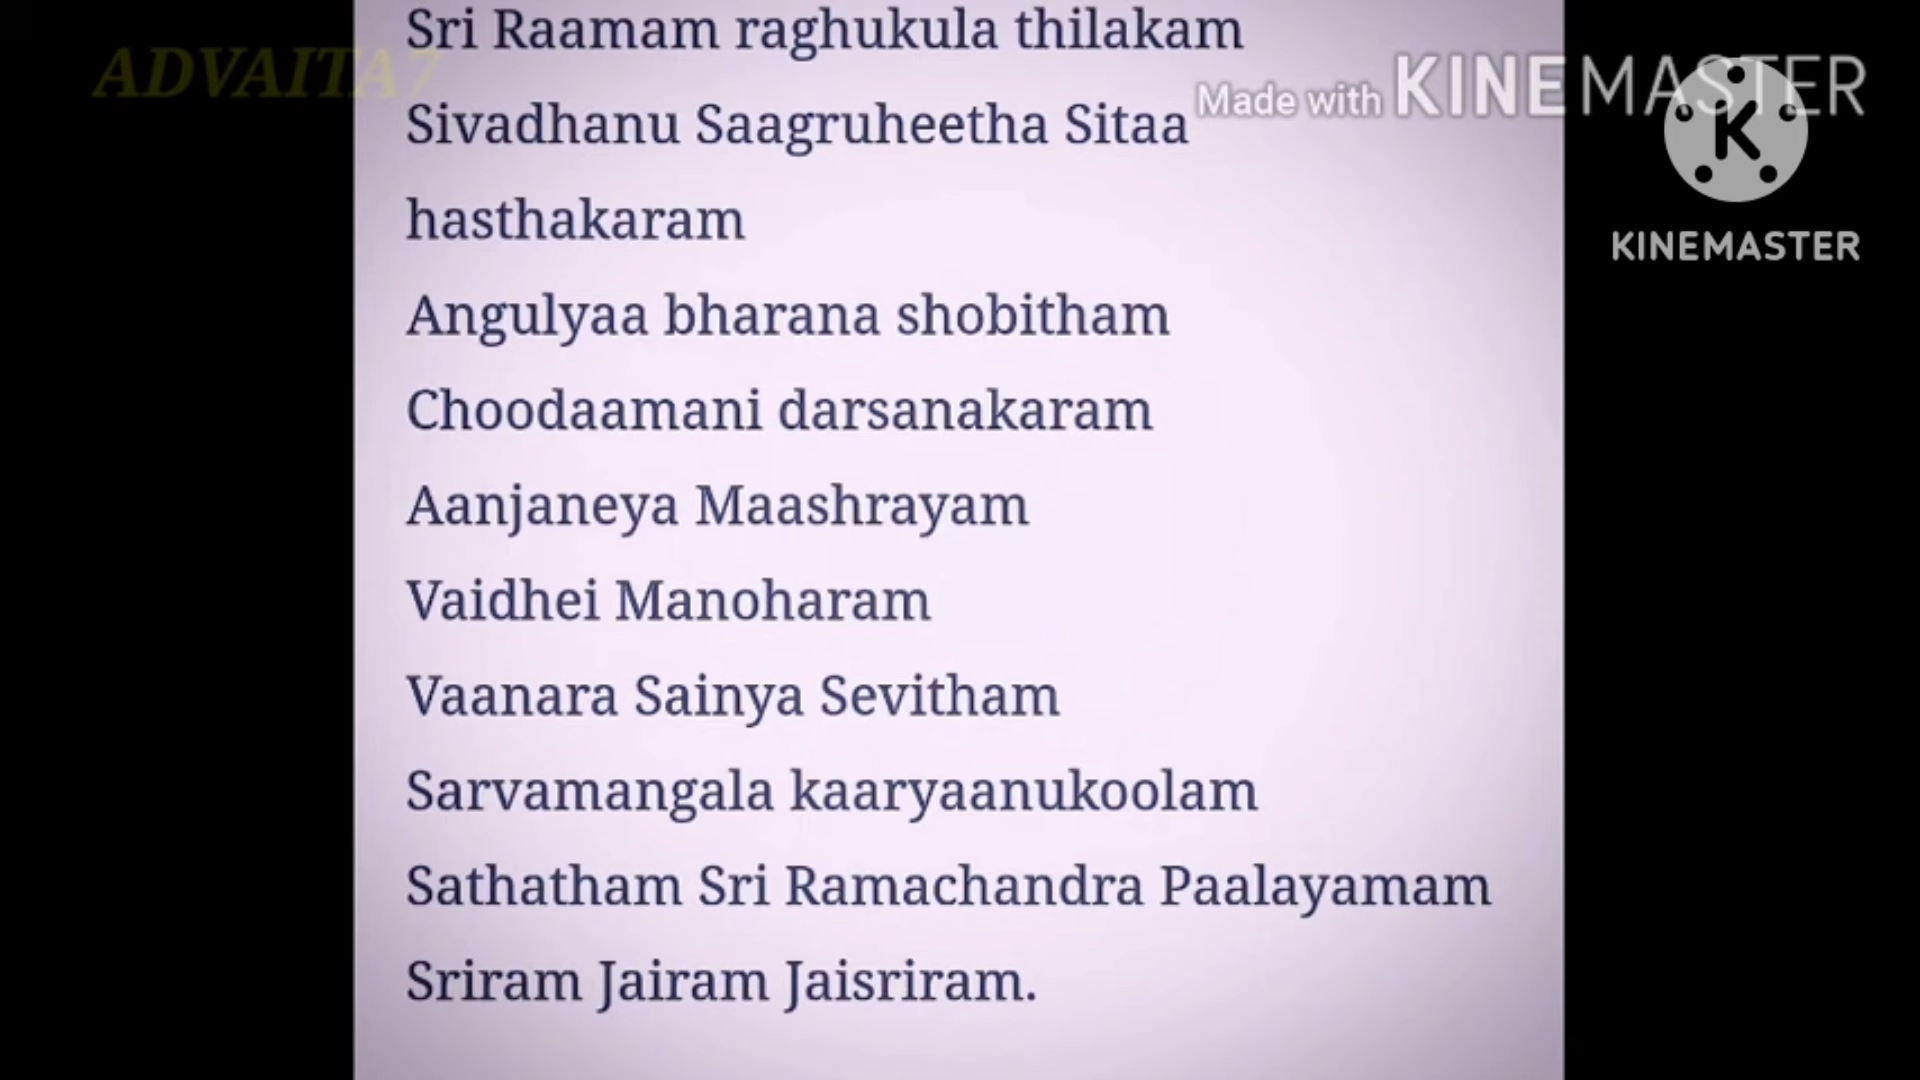 Sri Raamam raghukula thilakam
ADVAITA7
Made with KINEMASTER
Sivadhanu Saagruheetha Sitaa
K
hasthakaram
KINEMASTER
Angulyaa bharana shobitham
Choodaamani darsanakaram
Aanjaneya Maashrayam
Vaidhei Manoharam
Vaanara Sainya Sevitham
Sarvamangala kaaryaanukoolam
Sathatham Sri Ramachandra Paalayamam
Sriram Jairam Jaisriram.